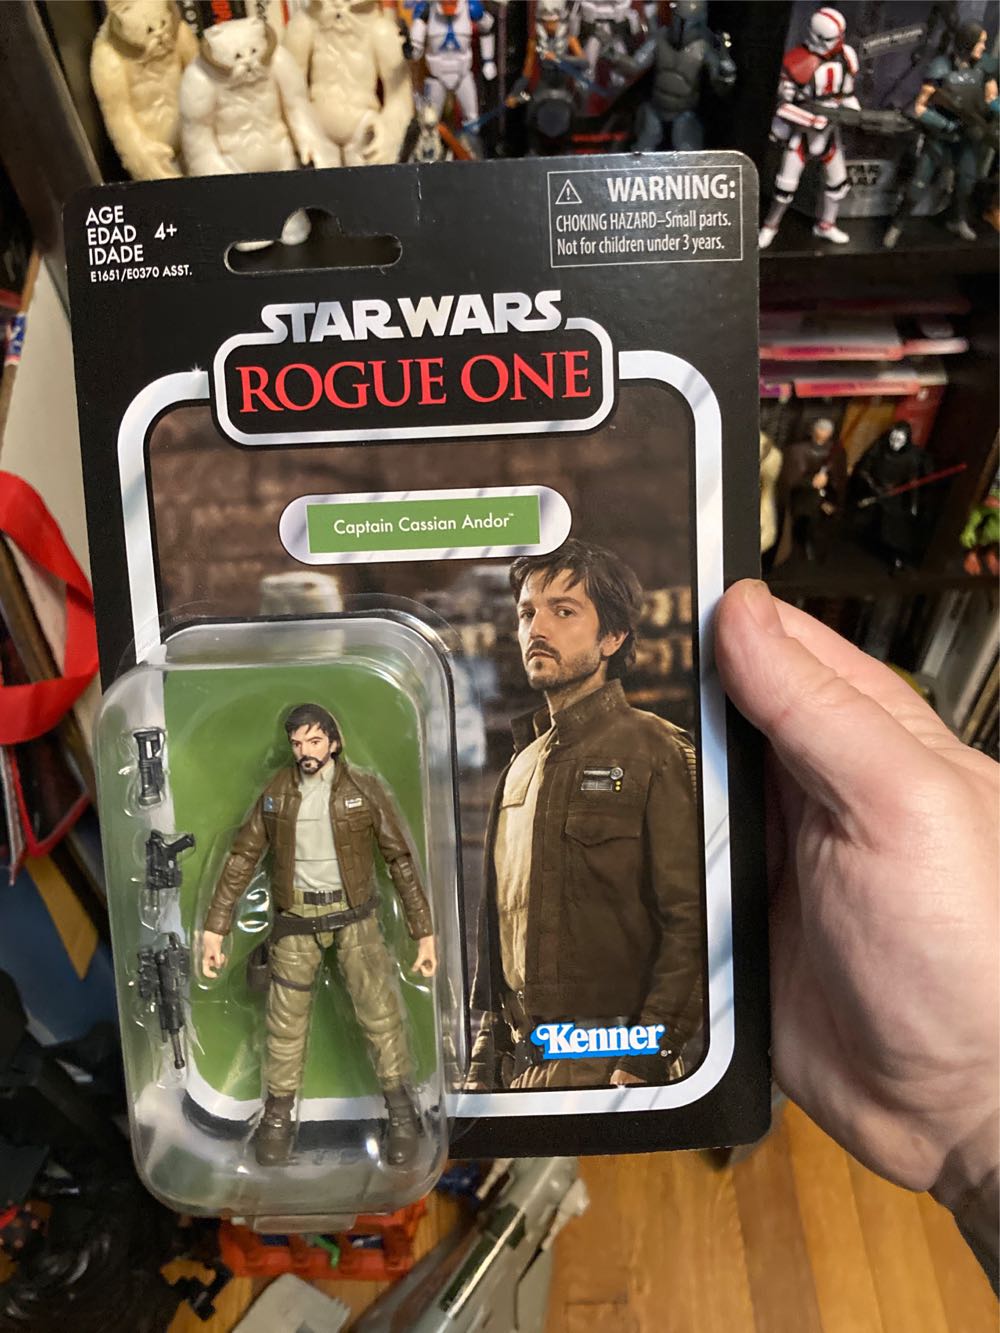 AGE
EDAD 4+
IDADE
E1651/E0370 ASST.
WARNING:
CHOKING HAZARD–Small parts.
Not for children under 3 years.
STAR WARS
ROGUE ONE
Captain Cassian Andor™
Kenner®